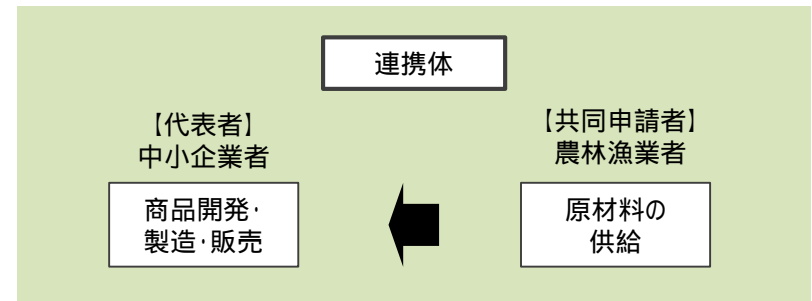 連携体
【代表者】
中小企業者
【共同申請者】
農林漁業者
商品開発･
製造･販売
原材料の
供給